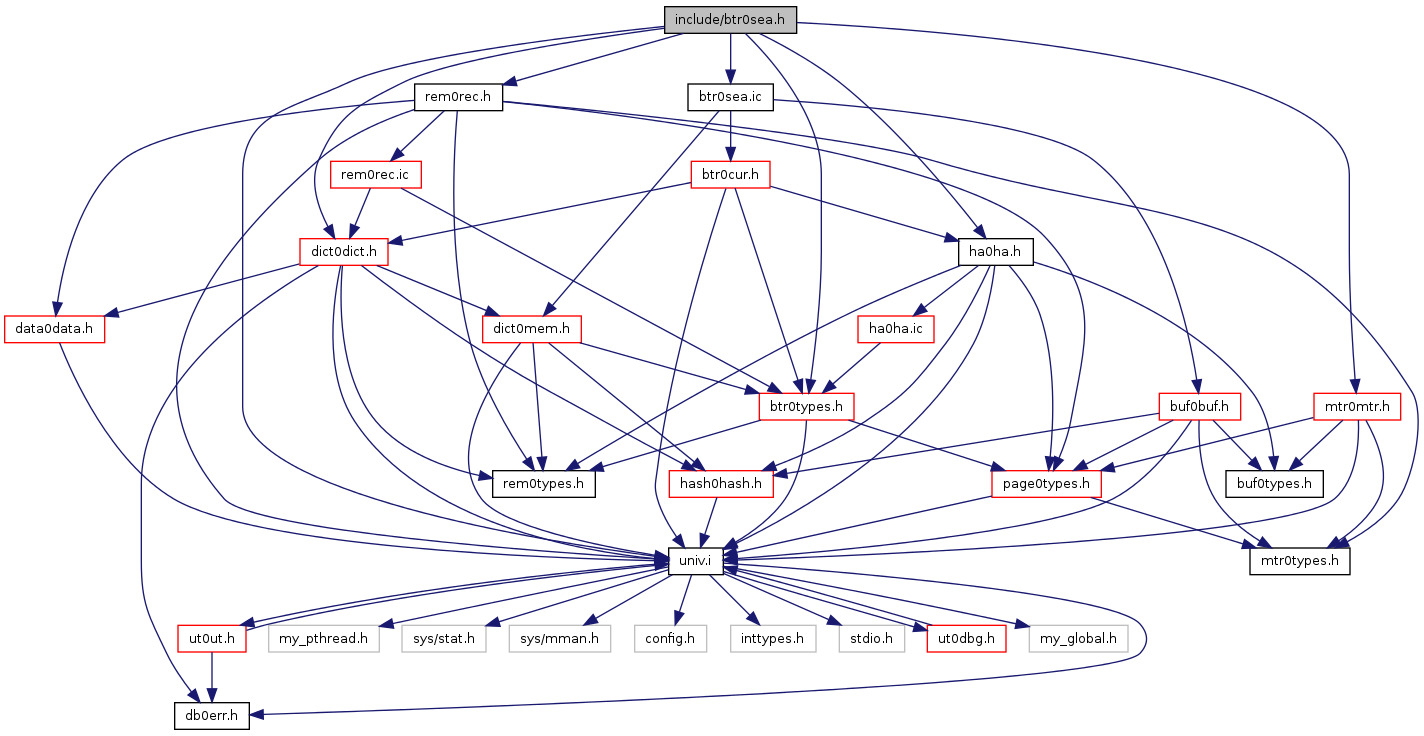 include/btr0sea.h
rem0rec.h
btr0sea.ic
rem0rec.ic
btr0cur.h
dict0dict.h
ha0ha.h
data0data.h
dict0mem.h
ha0ha.ic
btr0types.h
buf0buf.h
mtr0mtr.h
rem0types.h
hash0hash.h
page0types.h
buf0types.h
univ.i
mtr0types.h
ut0ut.h
my_pthread.h
sys/stat.h
sys/mman.h
config.h
inttypes.h
stdio.h
ut0dbg.h
my_global.h
db0err.h